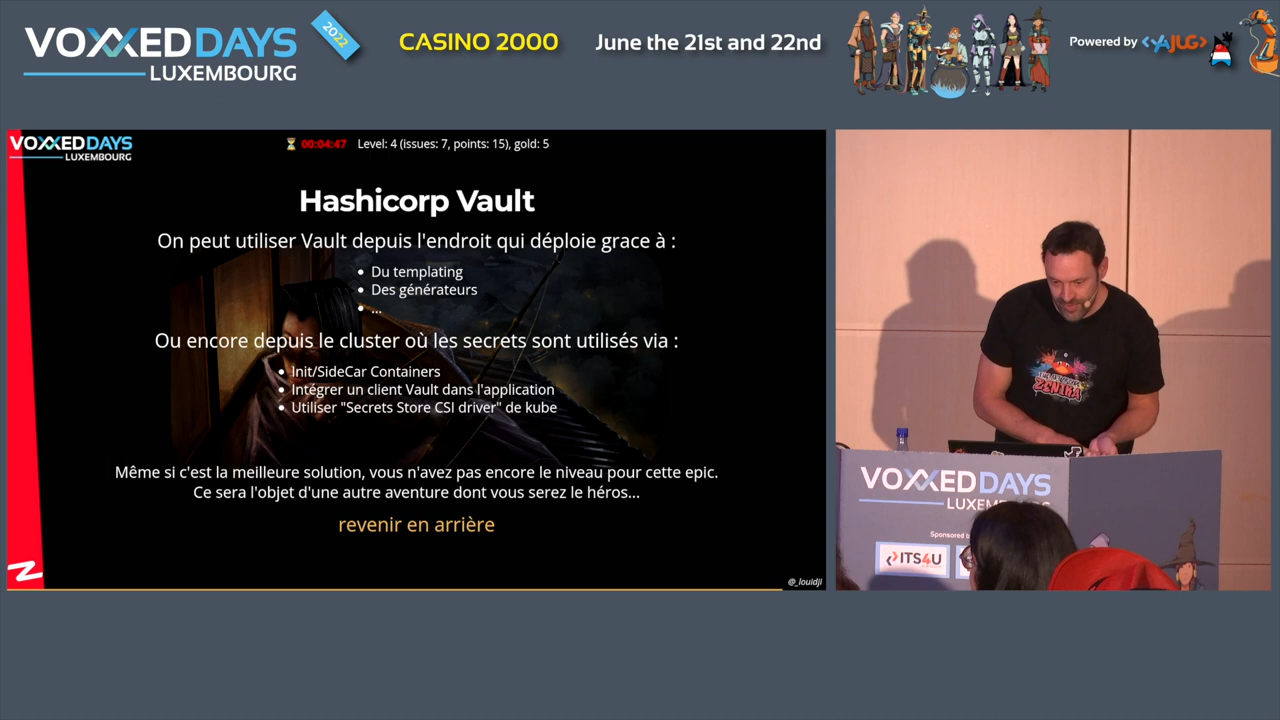 VOXXED DAYS
LUXEMBOURG
2022
CASINO 2000
June the 21st and 22nd
Powered by <YAJUG>
VOXXED DAYS
LUXEMBOURG
00:04:47 Level: 4 (issues: 7, points: 15), gold: 5
Hashicorp Vault
On peut utiliser Vault depuis l'endroit qui déploie grace à :
• Du templating
• Des générateurs
• ...
Ou encore depuis le cluster où les secrets sont utilisés via :
• Init/SideCar Containers
• Intégrer un client Vault dans l'application
• Utiliser "Secrets Store CSI driver" de kube
Même si c'est la meilleure solution, vous n'avez pas encore le niveau pour cette epic.
Ce sera l'objet d'une autre aventure dont vous serez le héros...
revenir en arrière
@_louidji
ZENIKA
VOXXED DAYS
LUXEMBOURG
Sponsored by
ITS4U